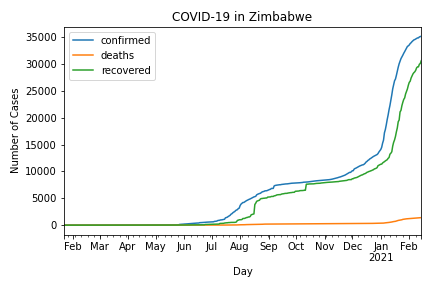 COVID-19 in Zimbabwe
confirmed
deaths
recovered
Number of Cases
35000
30000
25000
20000
15000
10000
5000
0
Feb Mar Apr May Jun Jul Aug Sep Oct Nov Dec Jan Feb
2021
Day